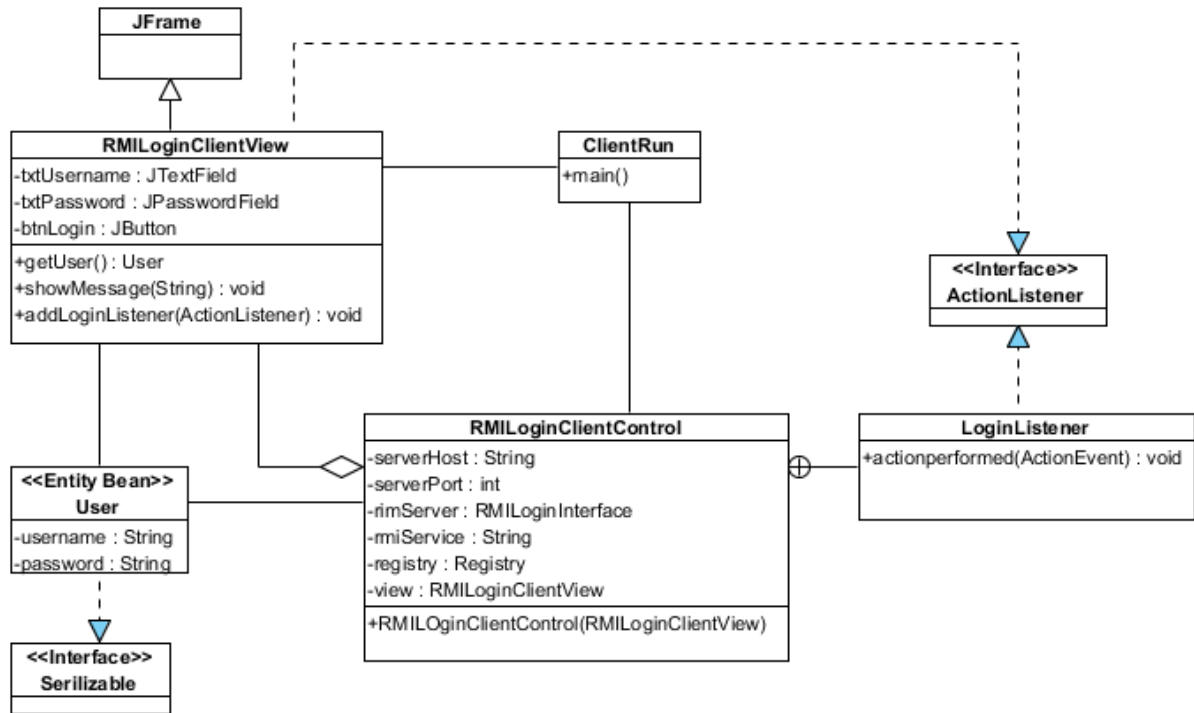 JFrame
RMILoginClientView
-txtUsername : JTextField
-txtPassword : JPasswordField
-btnLogin : JButton
+getUser() : User
+showMessage(String) : void
+addLoginListener(ActionListener) : void
ClientRun
+main()
<<Interface>>
ActionListener
RMILoginClientControl
-serverHost : String
-serverPort : int
-rimServer : RMILoginInterface
-rmiService : String
-registry : Registry
-view : RMILoginClientView
+RMILOginClientControl(RMILoginClientView)
LoginListener
+actionperformed(ActionEvent) : void
<<Entity Bean>>
User
-username : String
-password : String
<<Interface>>
Serilizable